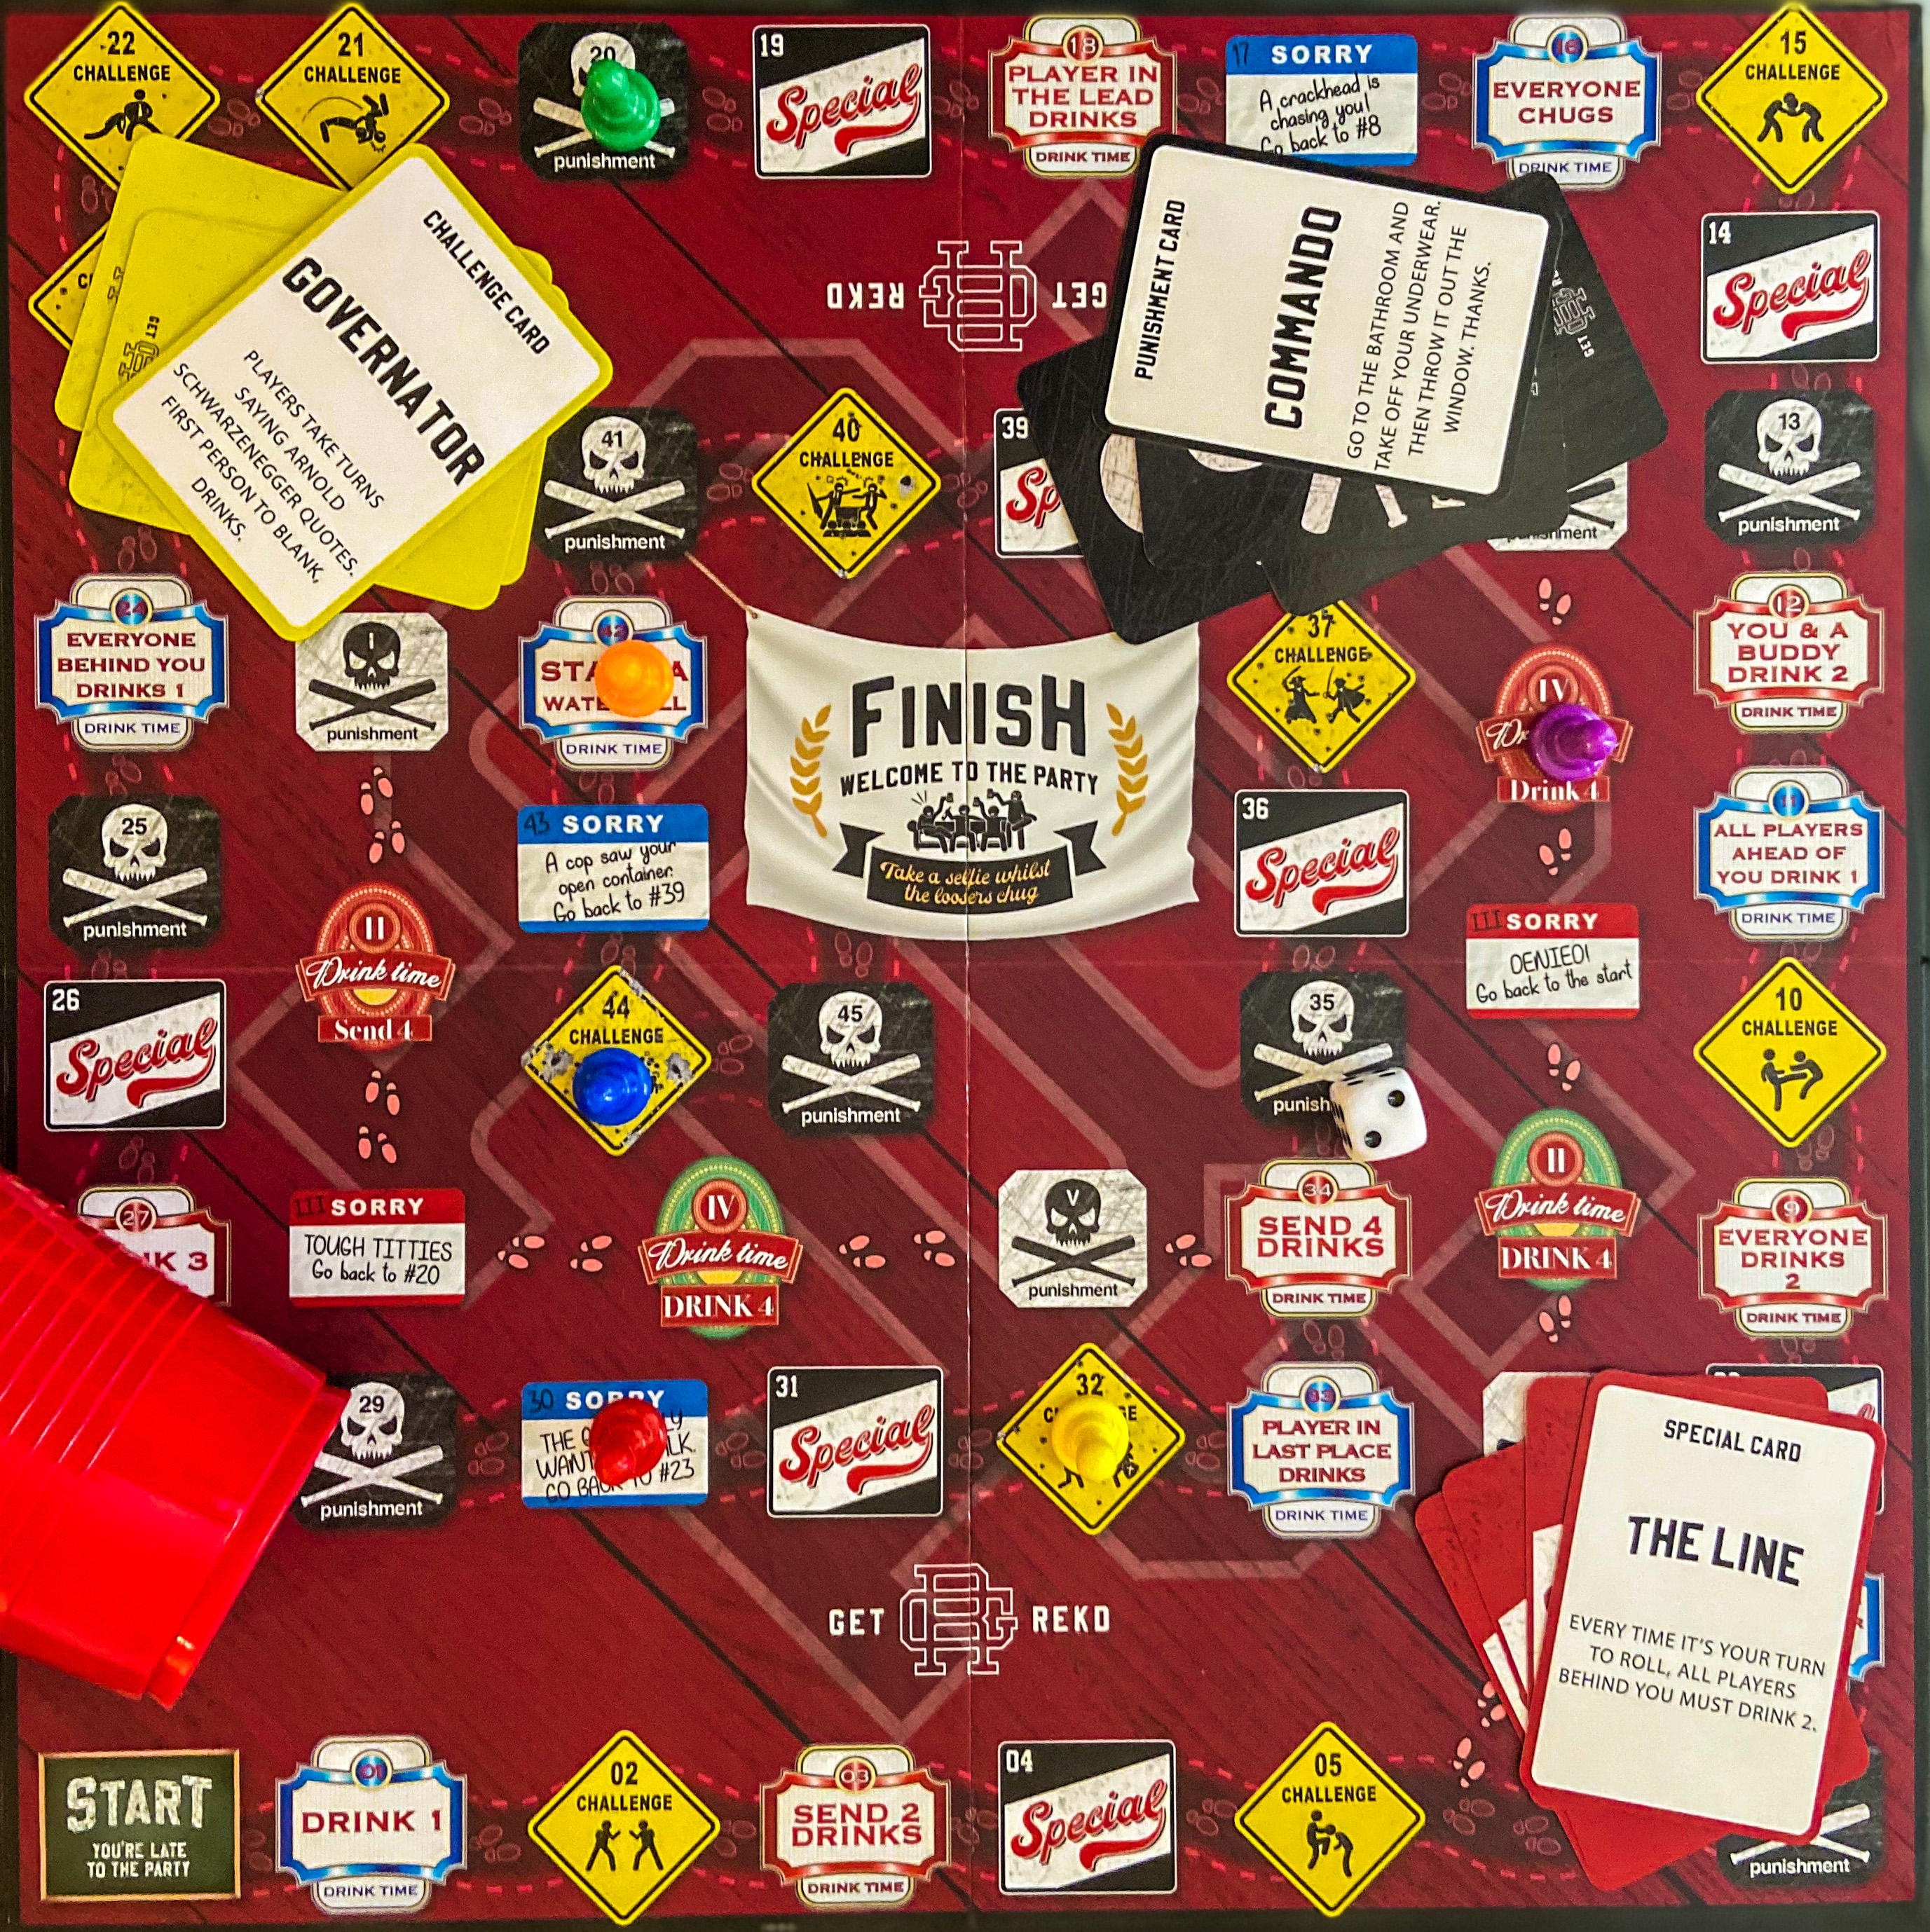 22
CHALLENGE
21
CHALLENGE
20
punishment
19
Special
18
PLAYER IN
THE LEAD
DRINKS
DRINK TIME
17 SORRY
A crackhead is
chasing you!
Go back to #8
16
EVERYONE
CHUGS
DRINK TIME
15
CHALLENGE
CHALLENGE CARD
GOVERNATOR
PLAYERS TAKE TURNS
SAYING ARNOLD
SCHWARZENEGGER QUOTES.
FIRST PERSON TO BLANK,
DRINKS.
GET
GET
REKD
PUNISHMENT CARD
COMMANDO
GO TO THE BATHROOM AND
TAKE OFF YOUR UNDERWEAR.
THEN THROW IT OUT THE
WINDOW. THANKS.
GET
14
Special
41
punishment
40
CHALLENGE
39
13
punishment
24
EVERYONE
BEHIND YOU
DRINKS 1
DRINK TIME
I
punishment
42
DRINK TIME
FINISH
WELCOME TO THE PARTY
Take a selfie whilst
the loosers chug
37
CHALLENGE
IV
Drink 4
12
YOU & A
BUDDY
DRINK 2
DRINK TIME
25
punishment
43 SORRY
A cop saw your
open container.
Go back to #39
36
Special
11
ALL PLAYERS
AHEAD OF
YOU DRINK 1
DRINK TIME
II
Drink time
Send 4
III SORRY
DENIED!
Go back to the start
26
Special
44
CHALLENGE
45
punishment
35
10
CHALLENGE
27
K 3
III SORRY
TOUGH TITTIES
Go back to #20
IV
Drink time
DRINK 4
V
punishment
34
SEND 4
DRINKS
DRINK TIME
II
Drink time
DRINK 4
9
EVERYONE
DRINKS
2
DRINK TIME
29
punishment
30 SORRY
THE
GO BACK TO #23
31
Special
32
33
PLAYER IN
LAST PLACE
DRINKS
DRINK TIME
SPECIAL CARD
THE LINE
EVERY TIME IT'S YOUR TURN
TO ROLL, ALL PLAYERS
BEHIND YOU MUST DRINK 2.
GET REKD
START
YOU'RE LATE
TO THE PARTY
01
DRINK 1
DRINK TIME
02
CHALLENGE
03
SEND 2
DRINKS
DRINK TIME
04
Special
05
CHALLENGE
punishment